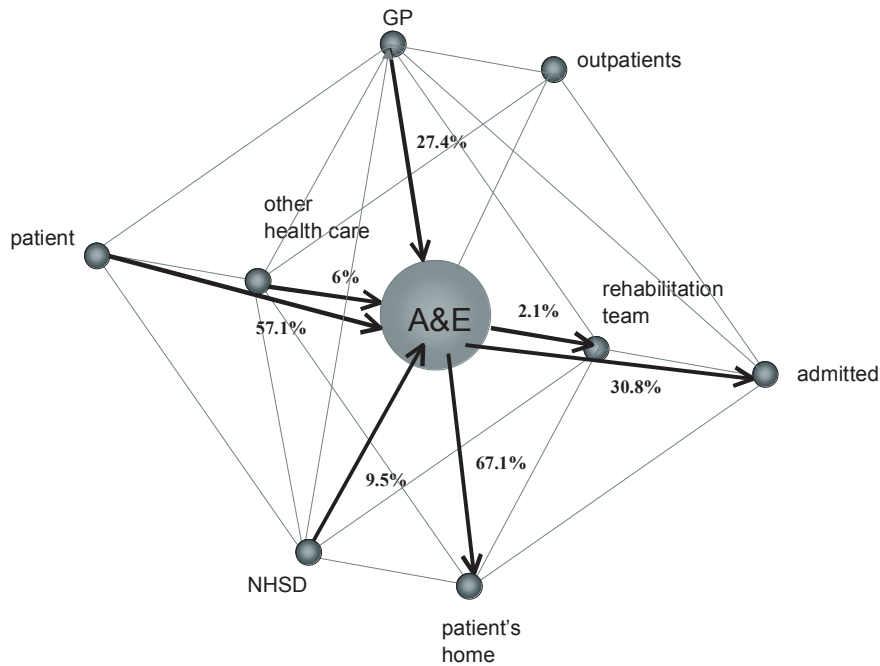 GP
outpatients
27.4%
other
health care
patient
6%
57.1%
A&E
rehabilitation
team
2.1%
30.8%
admitted
9.5%
67.1%
NHSD
patient's
home